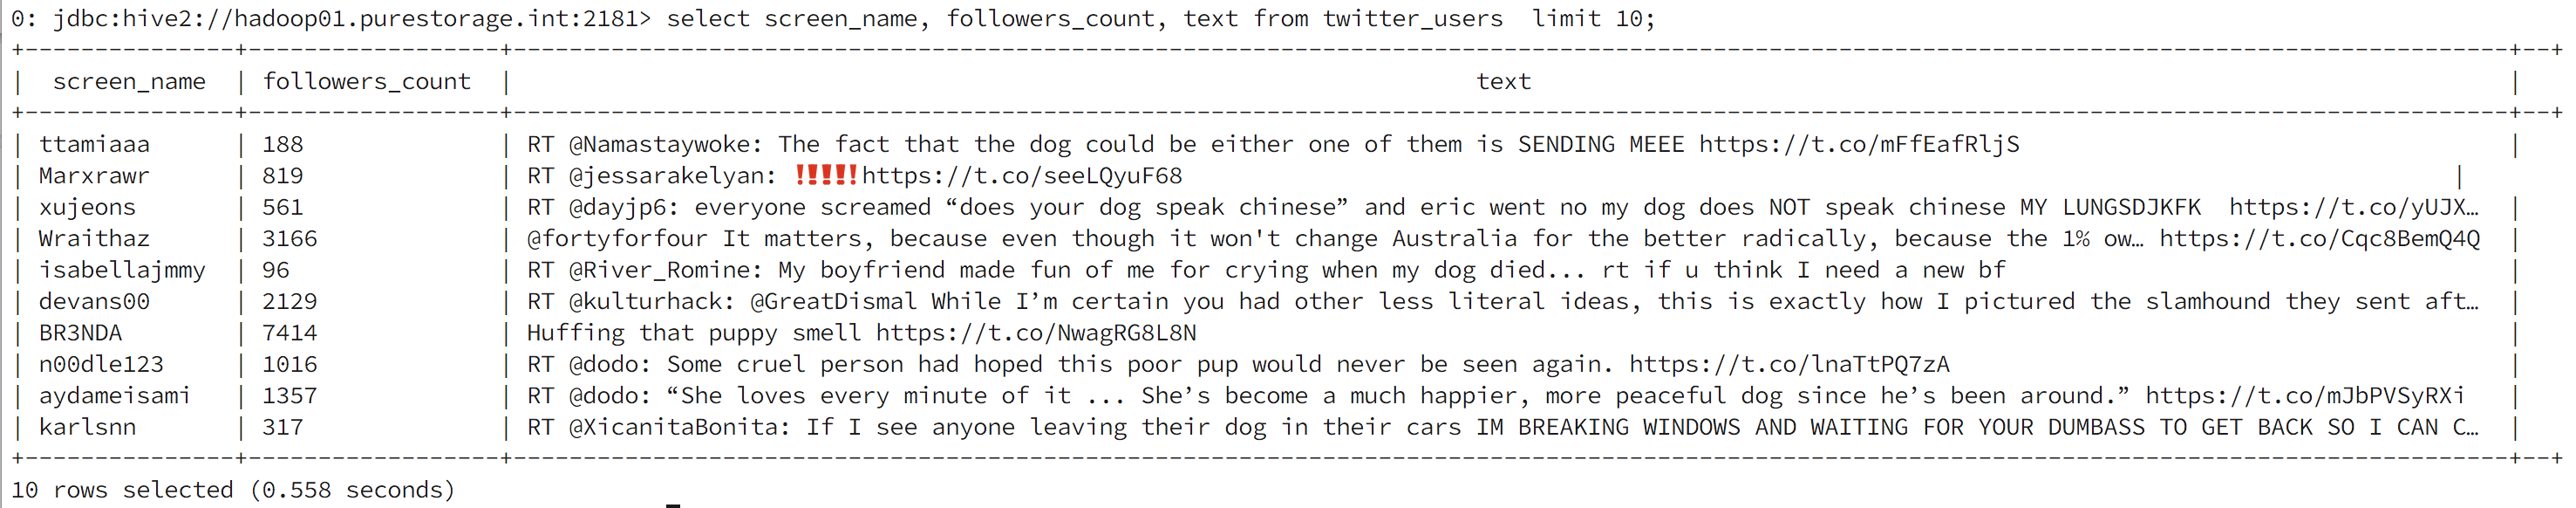 0: jdbc:hive2://hadoop01.purestorage.int:2181> select screen_name, followers_count, text from twitter_users  limit 10;
| screen_name | followers_count | text |
| ttamiaaa | 188 | RT @Namastaywoke: The fact that the dog could be either one of them is SENDING MEEE https://t.co/mFfEafRljS |
| Marxrawr | 819 | RT @jessarakelyan: ❗❗❗❗❗https://t.co/seeLQyuF68 |
| xujeons | 561 | RT @dayjp6: everyone screamed “does your dog speak chinese” and eric went no my dog does NOT speak chinese MY LUNGSDJKFK  https://t.co/yUJX… |
| Wraithaz | 3166 | @fortyforfour It matters, because even though it won't change Australia for the better radically, because the 1% ow… https://t.co/Cqc8BemQ4Q |
| isabellajmmy | 96 | RT @River_Romine: My boyfriend made fun of me for crying when my dog died... rt if u think I need a new bf |
| devans00 | 2129 | RT @kulturhack: @GreatDismal While I’m certain you had other less literal ideas, this is exactly how I pictured the slamhound they sent aft… |
| BR3NDA | 7414 | Huffing that puppy smell https://t.co/NwagRG8L8N |
| n00dle123 | 1016 | RT @dodo: Some cruel person had hoped this poor pup would never be seen again. https://t.co/lnaTtPQ7zA |
| aydameisami | 1357 | RT @dodo: “She loves every minute of it ... She’s become a much happier, more peaceful dog since he’s been around.” https://t.co/mJbPVSyRXi |
| karlsnn | 317 | RT @XicanitaBonita: If I see anyone leaving their dog in their cars IM BREAKING WINDOWS AND WAITING FOR YOUR DUMBASS TO GET BACK SO I CAN C… |
10 rows selected (0.558 seconds)